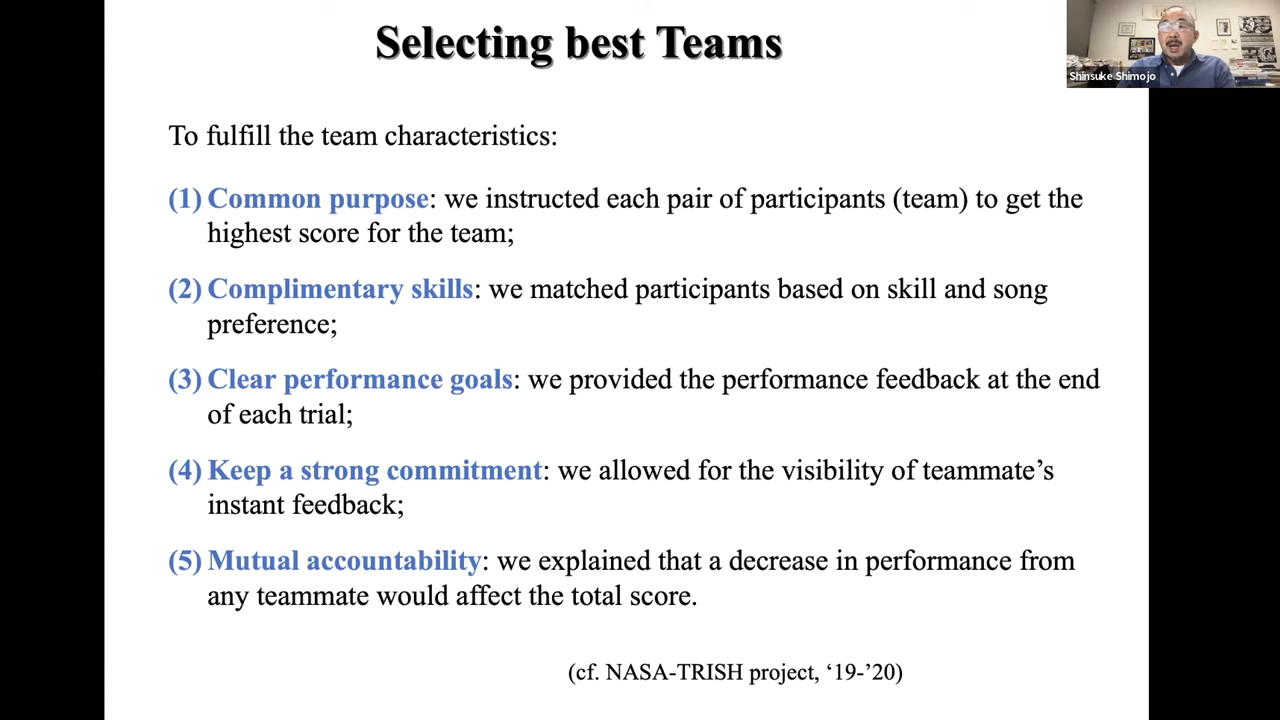 Selecting best Teams
Shinsuke Shimojo
To fulfill the team characteristics:
(1) Common purpose: we instructed each pair of participants (team) to get the
highest score for the team;
(2) Complimentary skills: we matched participants based on skill and song
preference;
(3) Clear performance goals: we provided the performance feedback at the end
of each trial;
(4) Keep a strong commitment: we allowed for the visibility of teammate’s
instant feedback;
(5) Mutual accountability: we explained that a decrease in performance from
any teammate would affect the total score.
(cf. NASA-TRISH project, ‘19-’20)